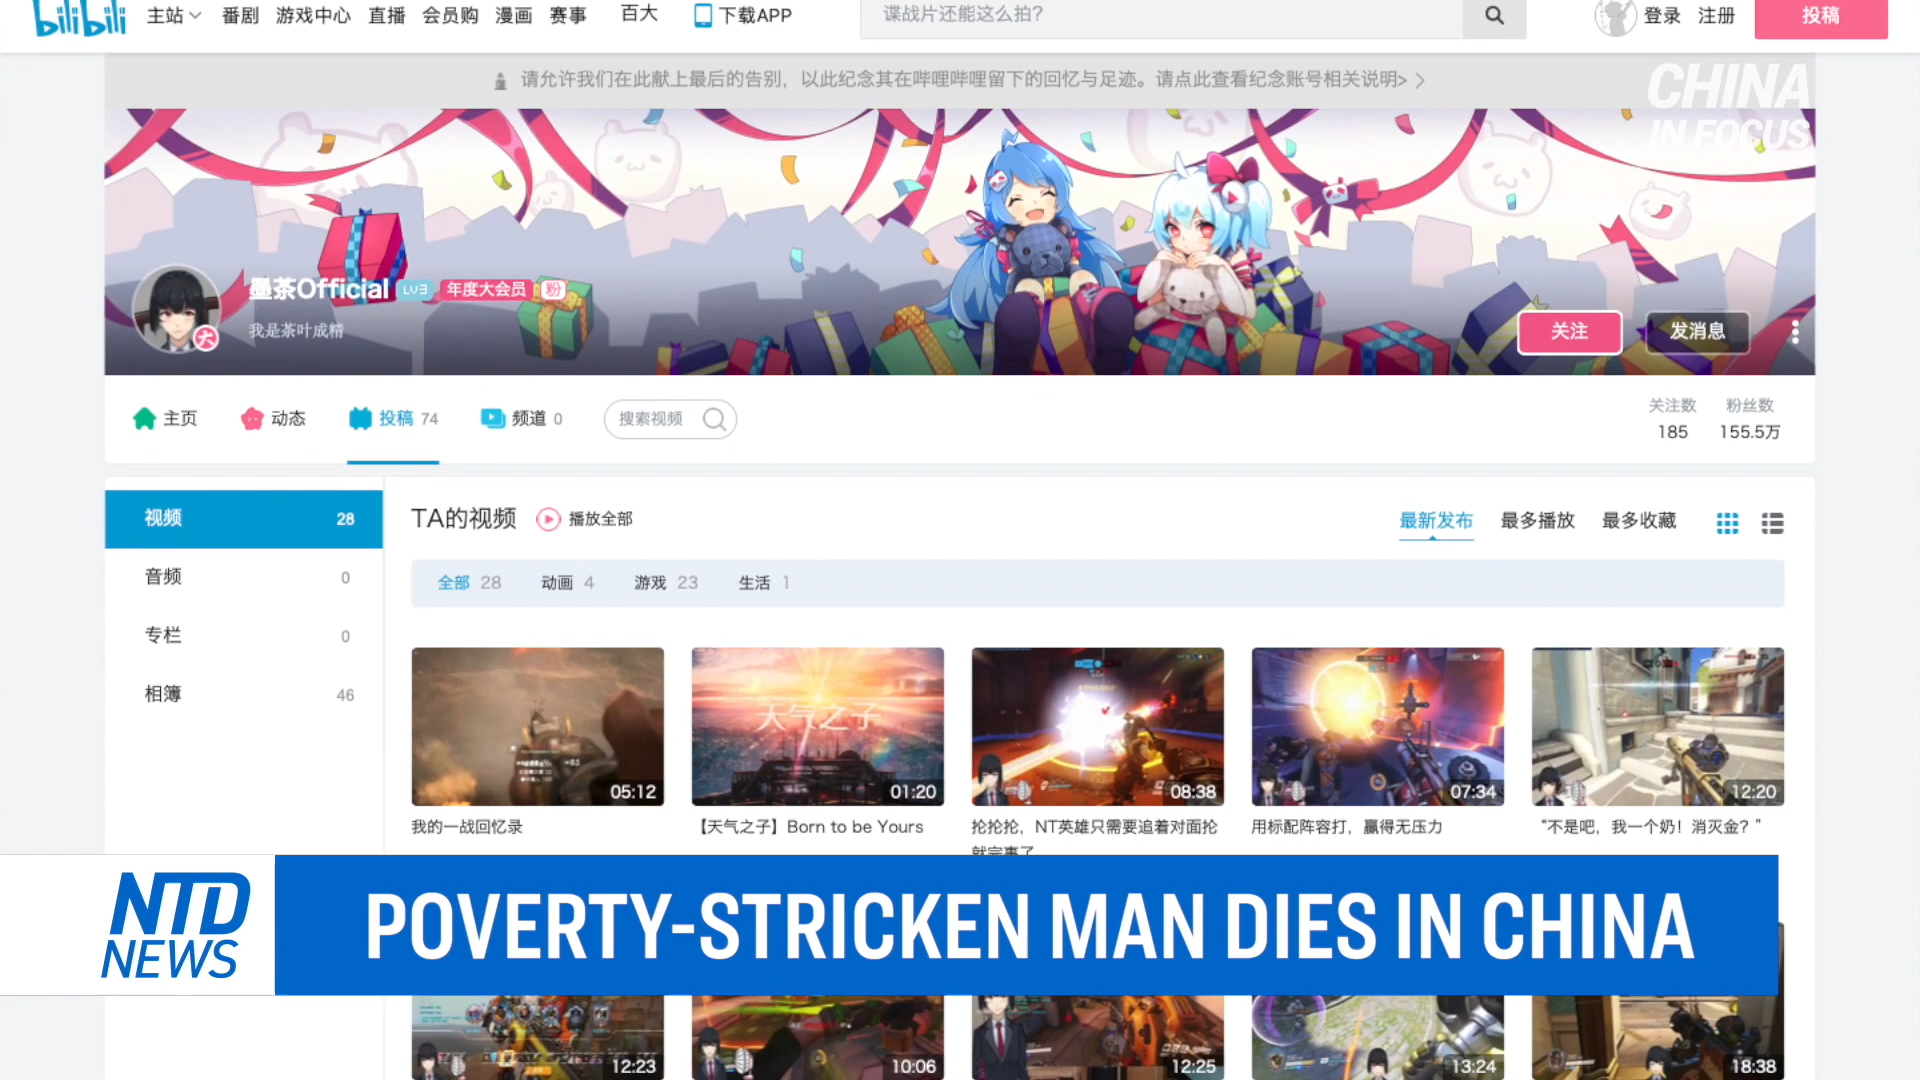 bilibili
主站 番剧 游戏中心 直播 会员购 漫画 赛事 百大 下载APP
谍战片还能这么拍?
登录 注册 投稿
请允许我们在此献上最后的告别，以此纪念其在哔哩哔哩留下的回忆与足迹。请点此查看纪念账号相关说明>
CHINA
IN FOCUS
墨茶Official LV3 年度大会员 粉
大
我是茶叶成精
关注 发消息
主页 动态 投稿 74 频道 0 搜索视频
关注数 粉丝数
185 155.5万
视频 28
音频 0
专栏 0
相簿 46
TA的视频 播放全部
最新发布 最多播放 最多收藏
全部 28 动画 4 游戏 23 生活 1
天气之子
05:12 01:20 08:38 07:34 12:20
我的一战回忆录
【天气之子】Born to be Yours
抢抢抢，NT英雄只需要追着对面抢
就完事了
用标配阵容打，赢得无压力
“不是吧，我一个奶！消灭金？”
NTD
NEWS
POVERTY-STRICKEN MAN DIES IN CHINA
12:23 10:06 12:25 13:24 18:38